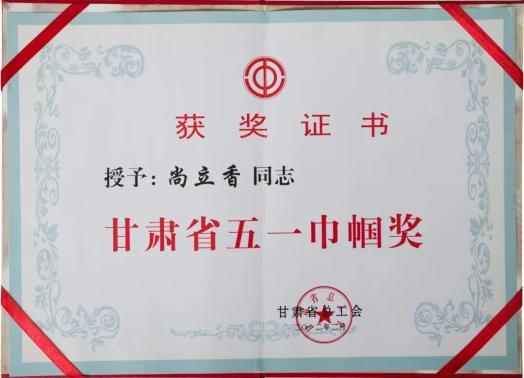 获奖证书
授予：尚立香 同志
甘肃省五一巾帼奖
甘肃省总工会